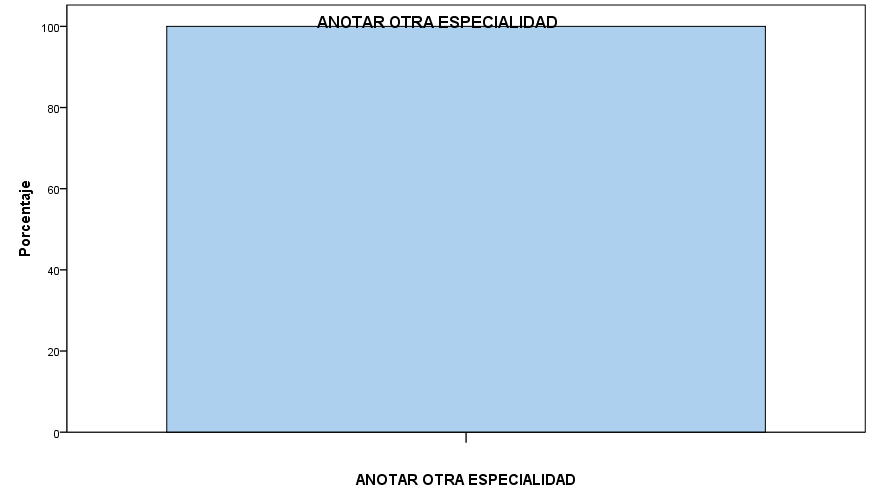 ANOTAR OTRA ESPECIALIDAD
100
80
60
40
20
0
Porcentaje
ANOTAR OTRA ESPECIALIDAD